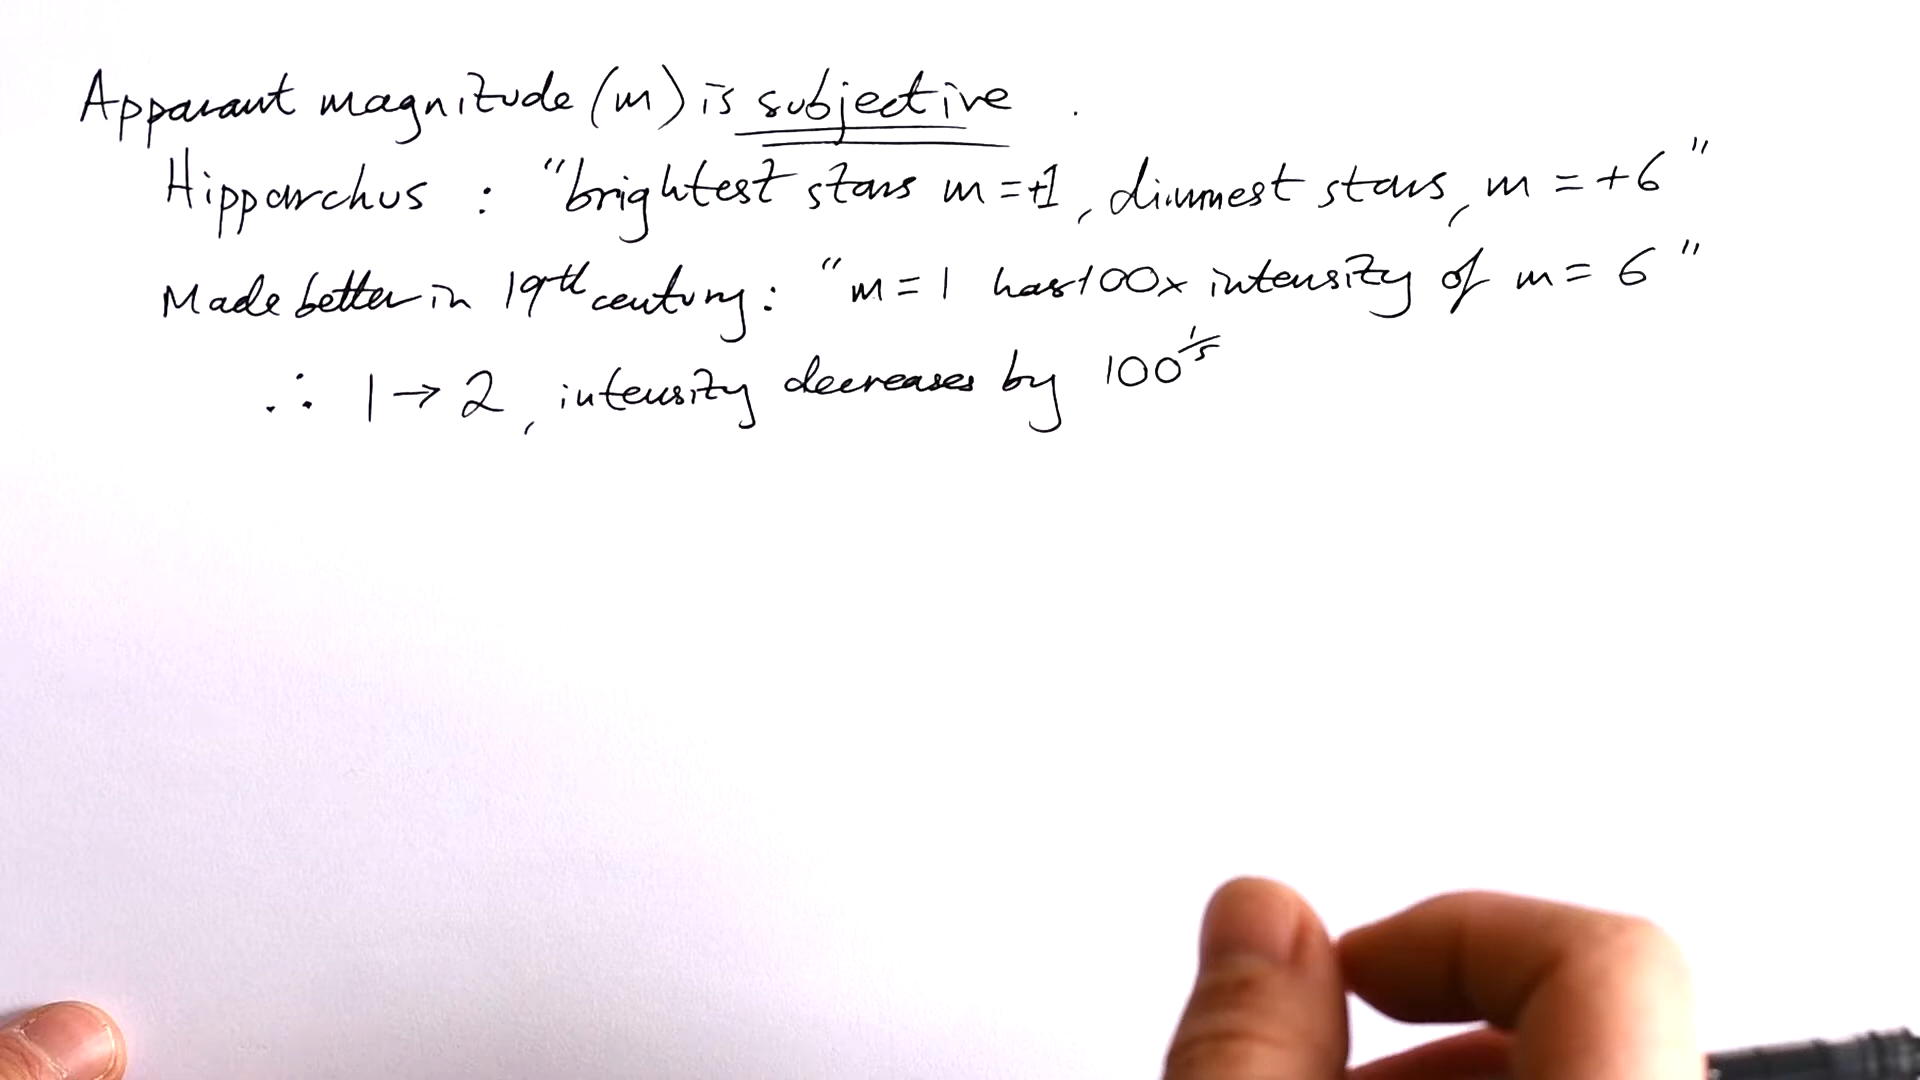 Apparant magnitude (m) is subjective
Hipparchus : "brightest stars m=+1, dimmest stars, m = +6"
Made better in 19th century: "m=1 has 100x intensity of m= 6"
∴ 1→2, intensity decreases by 100^1/5